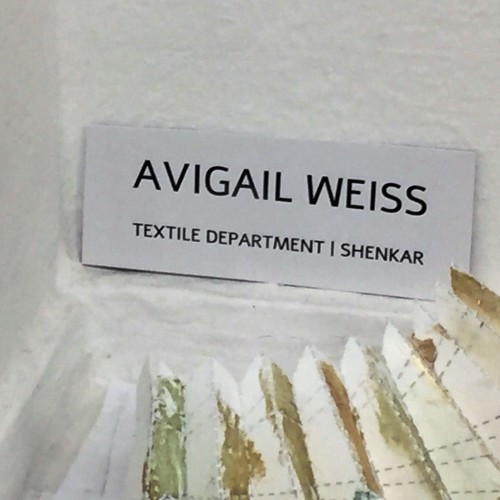 AVIGAIL WEISS
TEXTILE DEPARTMENT | SHENKAR